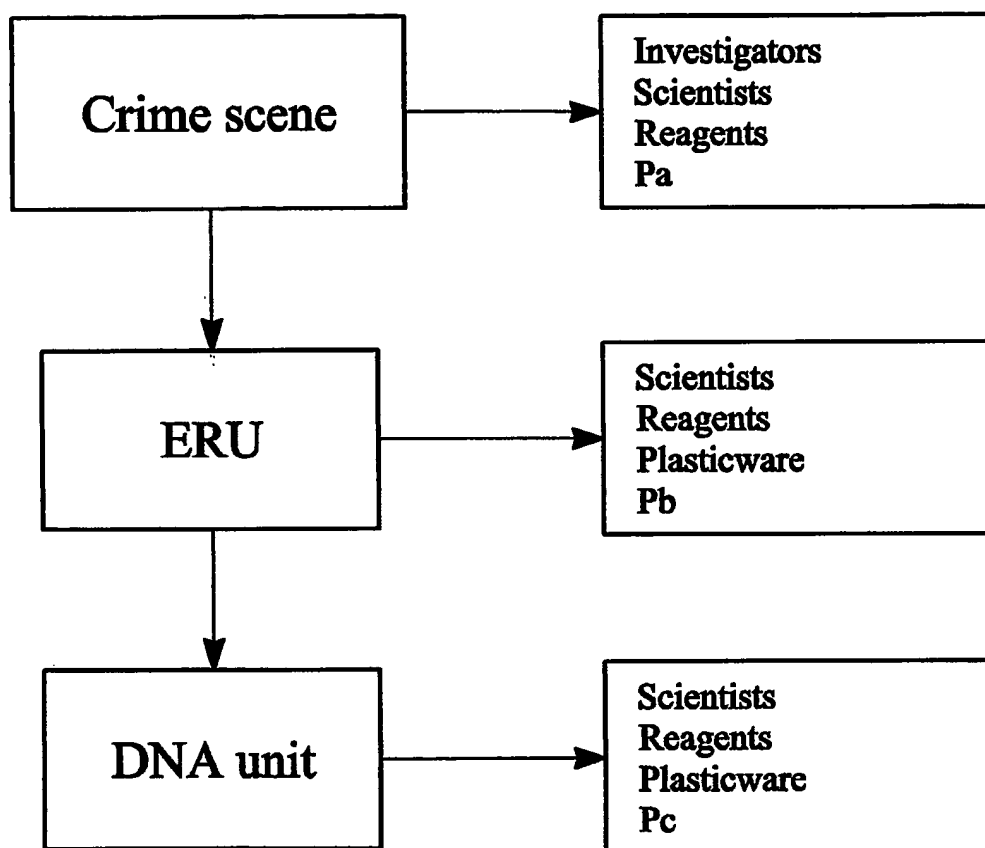 Crime scene
Investigators
Scientists
Reagents
Pa
ERU
Scientists
Reagents
Plasticware
Pb
DNA unit
Scientists
Reagents
Plasticware
Pc